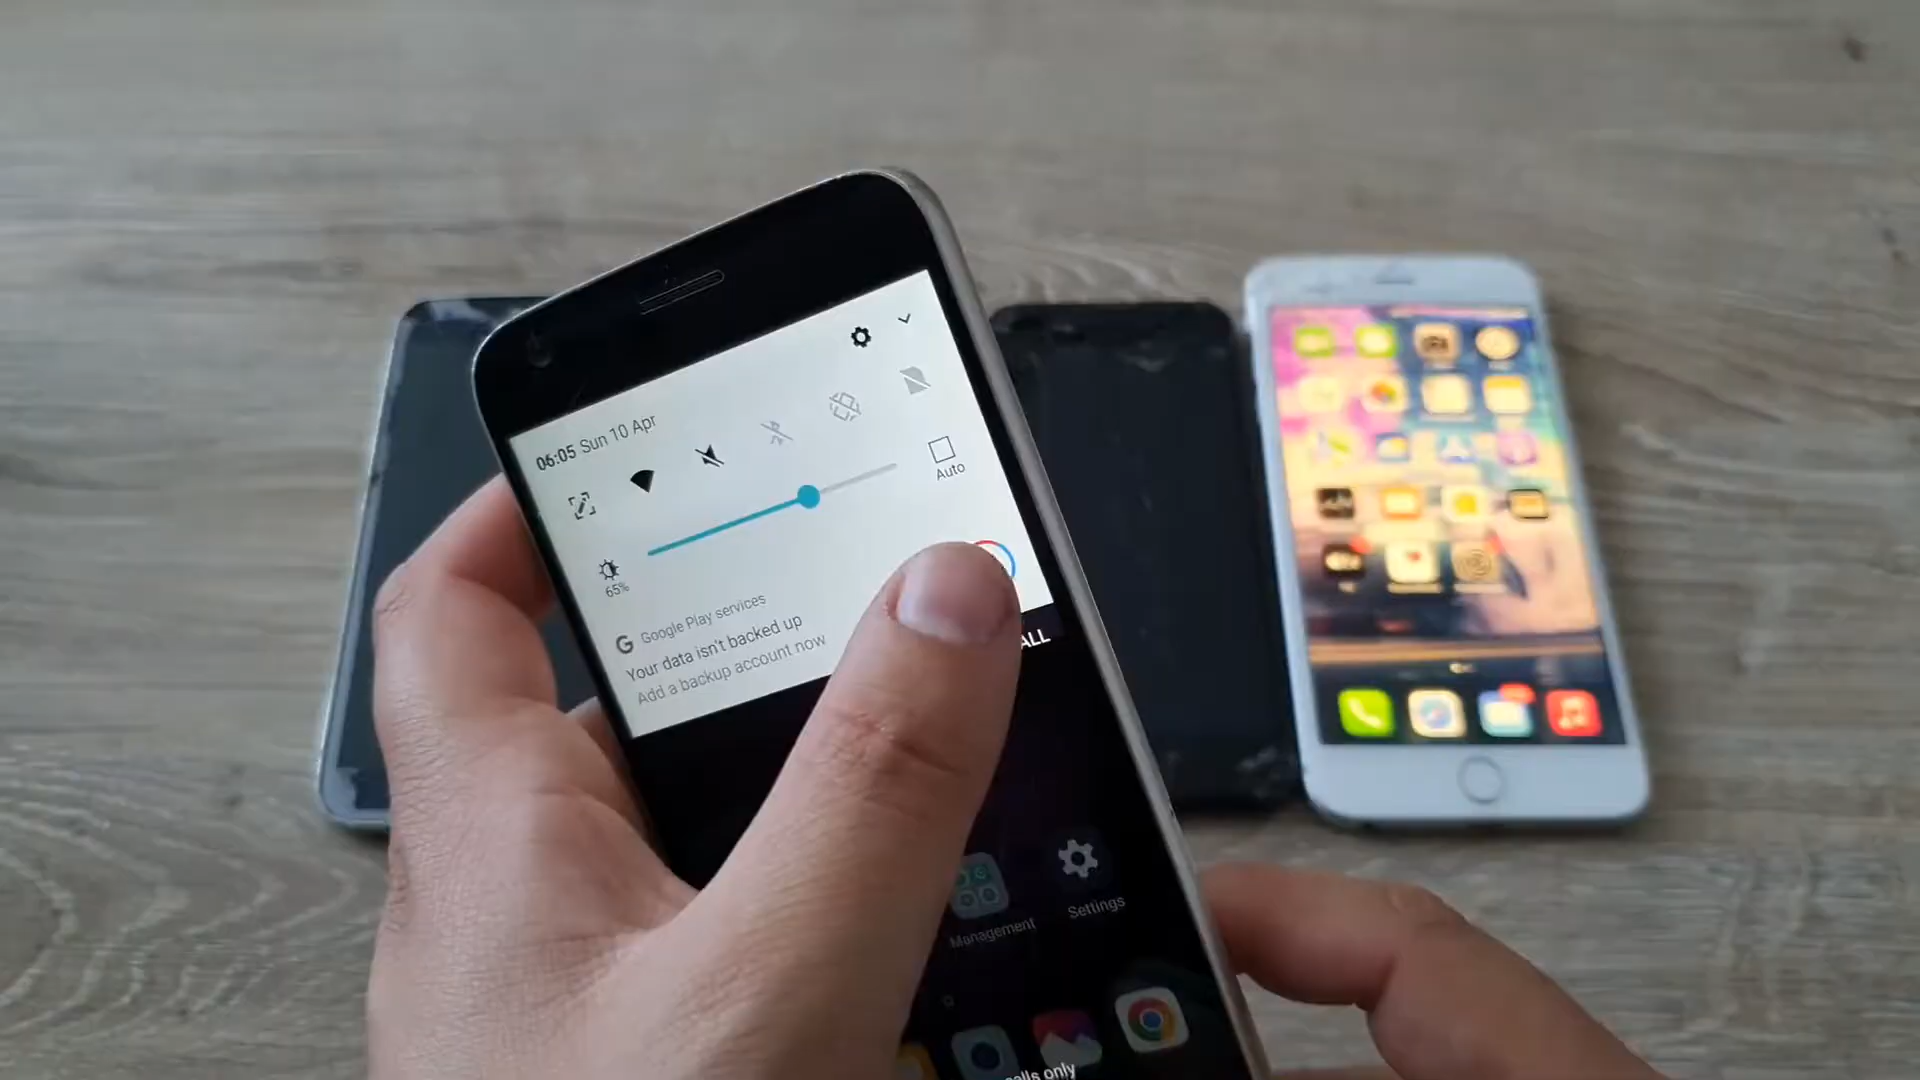 06:05 Sun 10 Apr
Auto
65%
Google Play services
Your data isn't backed up
Add a backup account now
ALL
Management
Settings
calls only